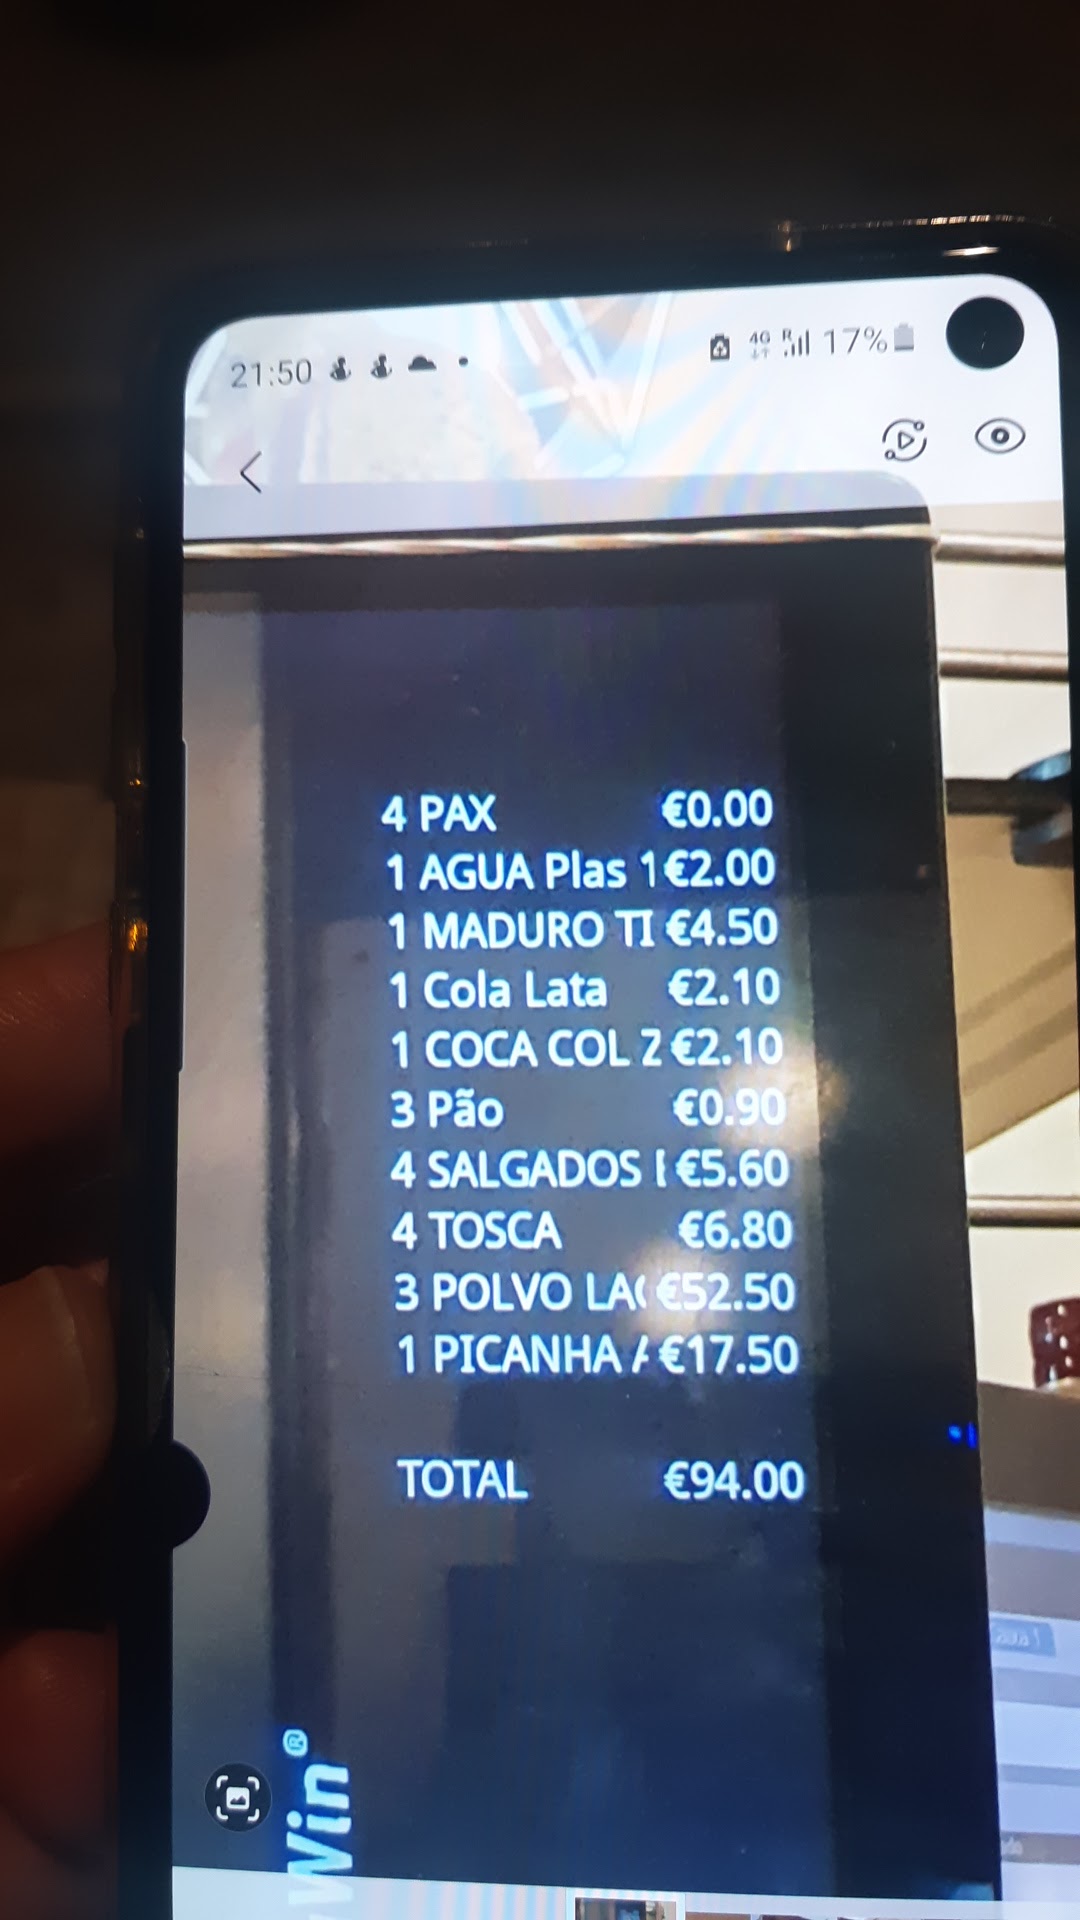 21:50 4G R 17%
4 PAX €0.00
1 AGUA Plas 1 €2.00
1 MADURO TI €4.50
1 Cola Lata €2.10
1 COCA COL Z €2.10
3 Pão €0.90
4 SALGADOS €5.60
4 TOSCA €6.80
3 POLVO LA €52.50
1 PICANHA €17.50
TOTAL €94.00
Win®